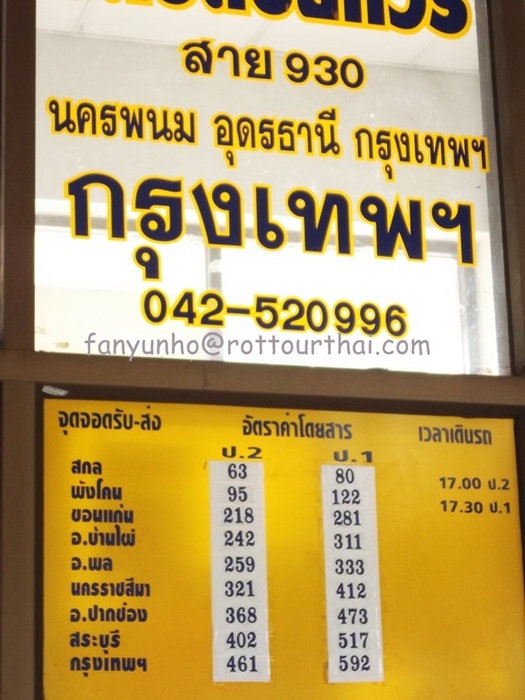 สาย 930
นครพนม อุดรธานี กรุงเทพฯ
กรุงเทพฯ
042-520996
fanyunho@rottourthai.com
จุดจอดรับ-ส่ง อัตราค่าโดยสาร เวลาเดินรถ
ป.2 ป.1
สกล 63 80
พังโคน 95 122 17.00 ป.2
ขอนแก่น 218 281 17.30 ป.1
อ.บ้านไผ่ 242 311
อ.พล 259 333
นครราชสีมา 321 412
อ.ปากช่อง 368 473
สระบุรี 402 517
กรุงเทพฯ 461 592